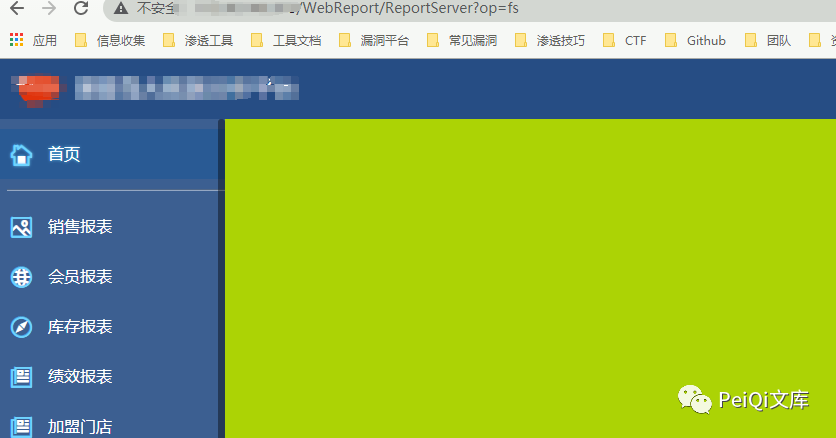 不安全 /WebReport/ReportServer?op=fs
应用 信息收集 渗透工具 工具文档 漏洞平台 常见漏洞 渗透技巧 CTF Github 团队
首页
销售报表
会员报表
库存报表
绩效报表
加盟门店
PeiQi文库